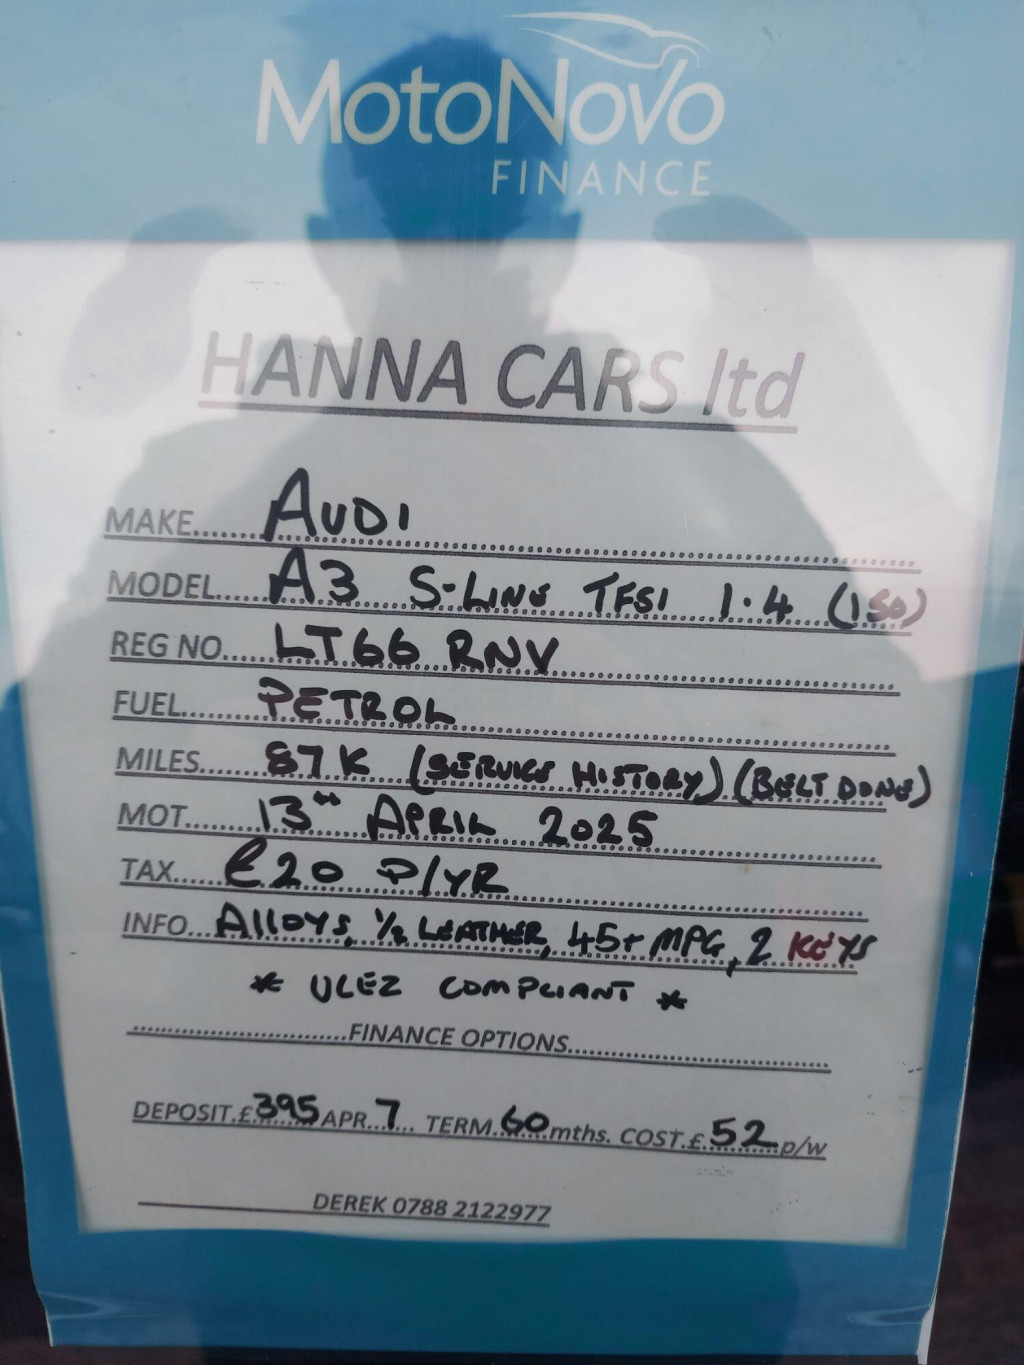 MotoNovo
FINANCE
HANNA CARS ltd
MAKE......AUDI
MODEL.....A3 S-LINE TFSI 1.4 (150)
REG NO....LT66 RNV
FUEL......PETROL
MILES.....87K (SERVICE HISTORY) (BELT DONE)
MOT.......13TH APRIL 2025
TAX.....£20 P/YR
INFO...ALLOYS, 1/2 LEATHER, 45+ MPG, 2 KEYS
* ULEZ COMPLIANT *
..........................FINANCE OPTIONS..........................
DEPOSIT.£395 APR..7... TERM.60mths. COST.£.52 p/w
DEREK 0788 2122977